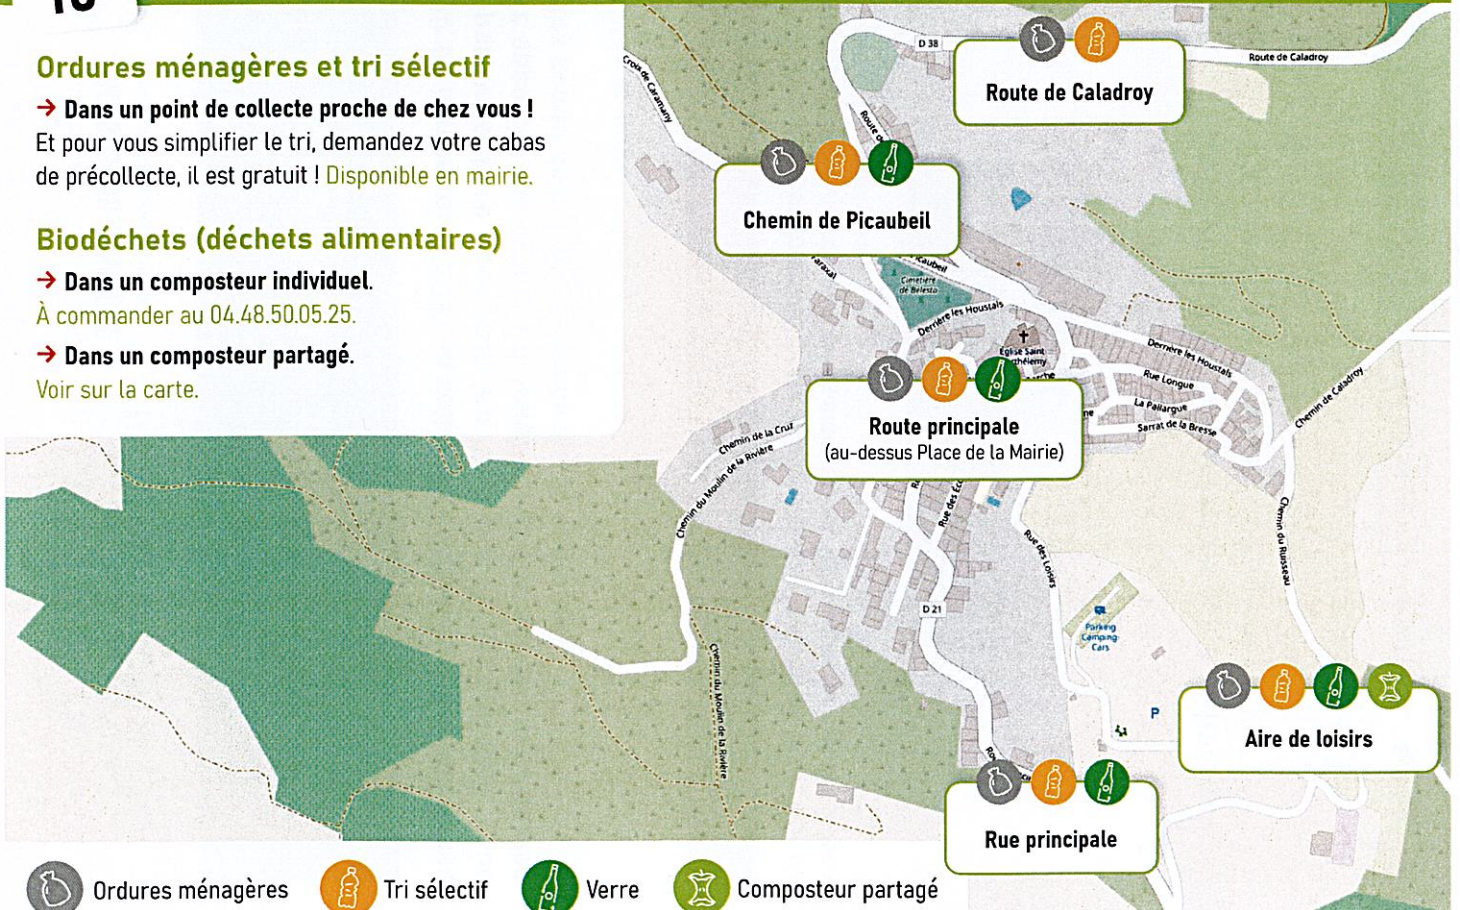 Ordures ménagères et tri sélectif
→ Dans un point de collecte proche de chez vous !
Et pour vous simplifier le tri, demandez votre cabas
de précollecte, il est gratuit ! Disponible en mairie.
Biodéchets (déchets alimentaires)
→ Dans un composteur individuel.
À commander au 04.48.50.05.25.
→ Dans un composteur partagé.
Voir sur la carte.
Croix de Caramany
D 38
Route de Caladroy
Route de Caladroy
Chemin de Picaubeil
Cimetière
de Bélesta
Derrière les Houstals
Église Saint
Derrière les Houstals
Rue Longue
La Pallargue
Sarrat de la Bresse
Chemin de Caladroy
Route principale
(au-dessus Place de la Mairie)
Chemin de la Cruz
Chemin du Moulin de la Rivière
Rue des Loisirs
Chemin du Ruisseau
D 21
Parking
Camping-
Cars
Chemin du Moulin de la Rivière
P
Aire de loisirs
Rue principale
Ordures ménagères
Tri sélectif
Verre
Composteur partagé